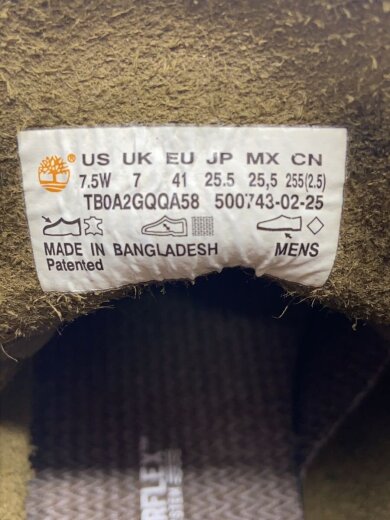 US UK EU JP MX CN
7.5W 7 41 25.5 25,5 255(2.5)
TB0A2GQQA58 500743-02-25
MADE IN BANGLADESH MENS
Patented